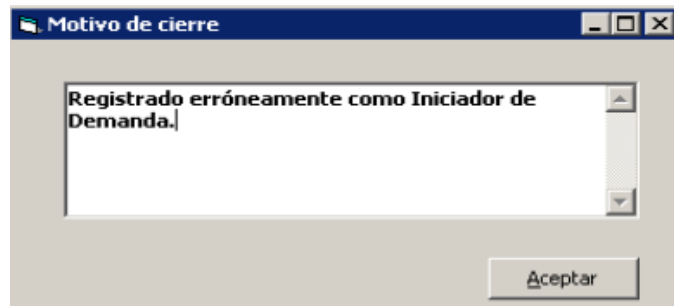 Motivo de cierre
Registrado erróneamente como Iniciador de
Demanda.
Aceptar